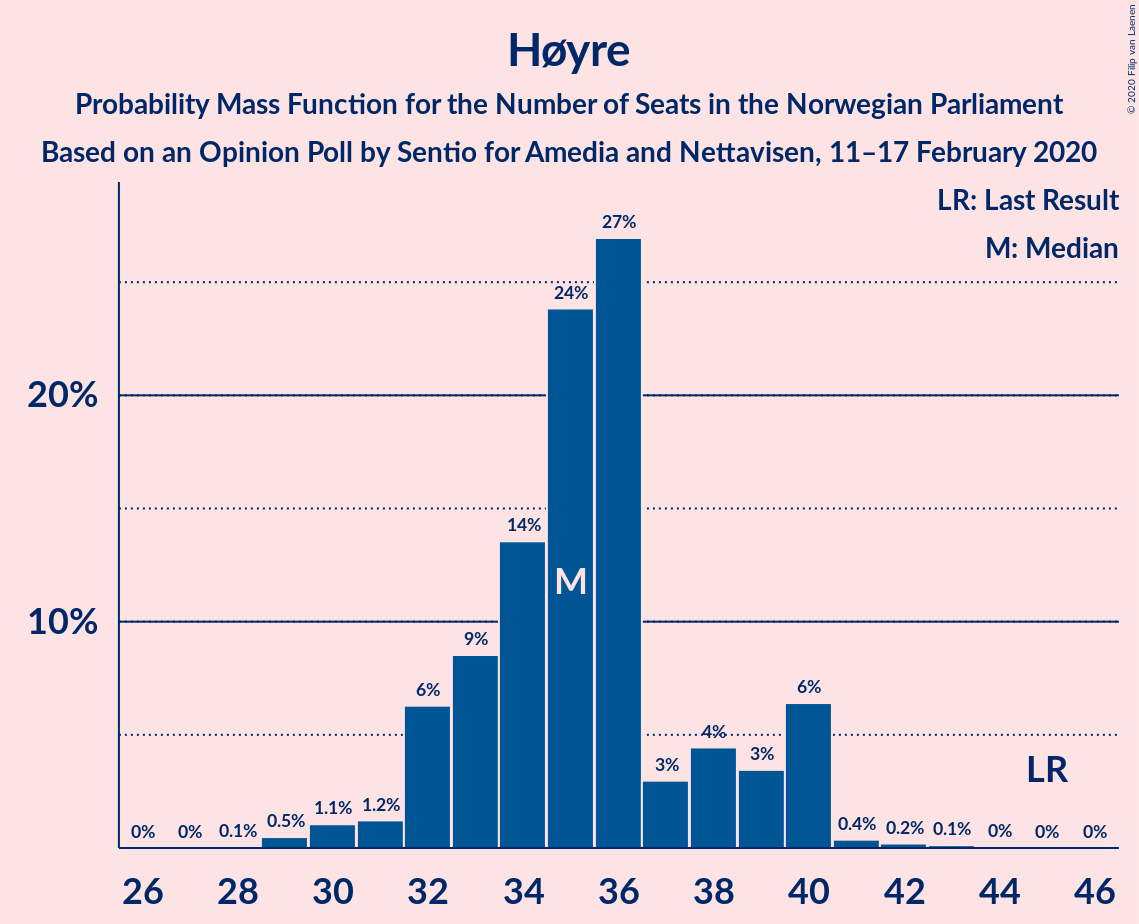 Høyre
Probability Mass Function for the Number of Seats in the Norwegian Parliament
Based on an Opinion Poll by Sentio for Amedia and Nettavisen, 11–17 February 2020
© 2020 Filip van Laenen
LR: Last Result
M: Median
20%
10%
0%
0%
0.1%
0.5%
1.1%
1.2%
6%
9%
14%
24%
27%
3%
4%
3%
6%
0.4%
0.2%
0.1%
0%
0%
0%
M
LR
26 28 30 32 34 36 38 40 42 44 46